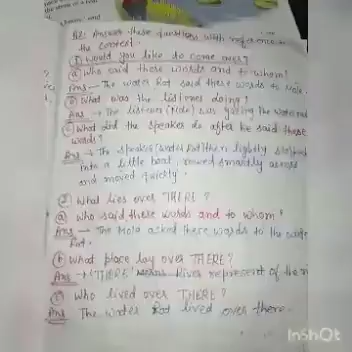 Q2. Answer these questions with reference to
the context.
① Would you like to come over?
ⓐ Who said these words and to whom?
Ans → The water Rat said these words to Mole.
ⓑ What was the listener doing?
Ans → The listener (Mole) was the water
ⓒ What did the speaker do after he said these
words?
Ans → The speaker (water Rat) then lightly stepped
into a little boat, rowed smartly across
and moved quickly.
② What lies over THERE?
ⓐ Who said these words and to whom?
Ans → The Mole asked these words to the water
Rat.
ⓑ What place lay over THERE?
Ans → 'THERE' River represent of the
ⓒ Who lived over THERE?
Ans The water Rat lived over there.
InShot